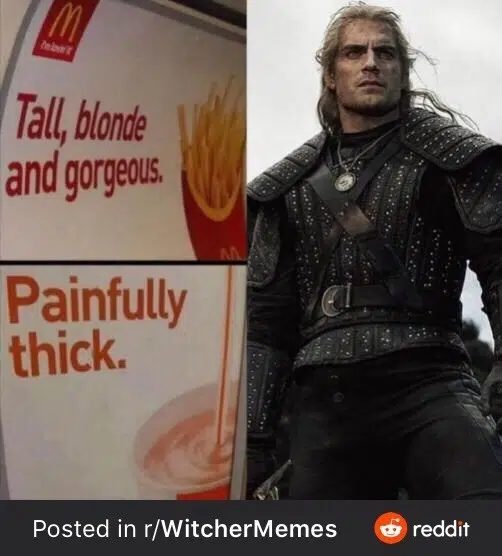 M
i'm lovin' it
Tall, blonde
and gorgeous.
M
Painfully
thick.
Posted in r/WitcherMemes
reddit